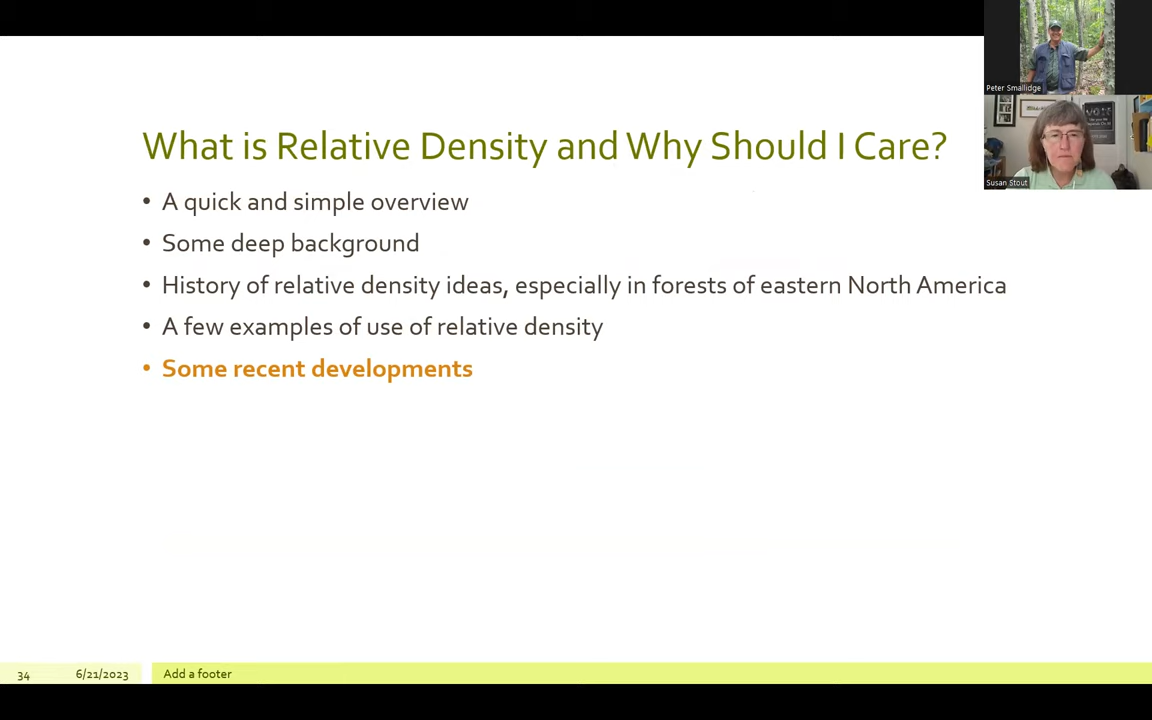 What is Relative Density and Why Should I Care?
• A quick and simple overview
• Some deep background
• History of relative density ideas, especially in forests of eastern North America
• A few examples of use of relative density
• Some recent developments
34
6/21/2023
Add a footer
Peter Smallidge
VOTE
Susan Stout